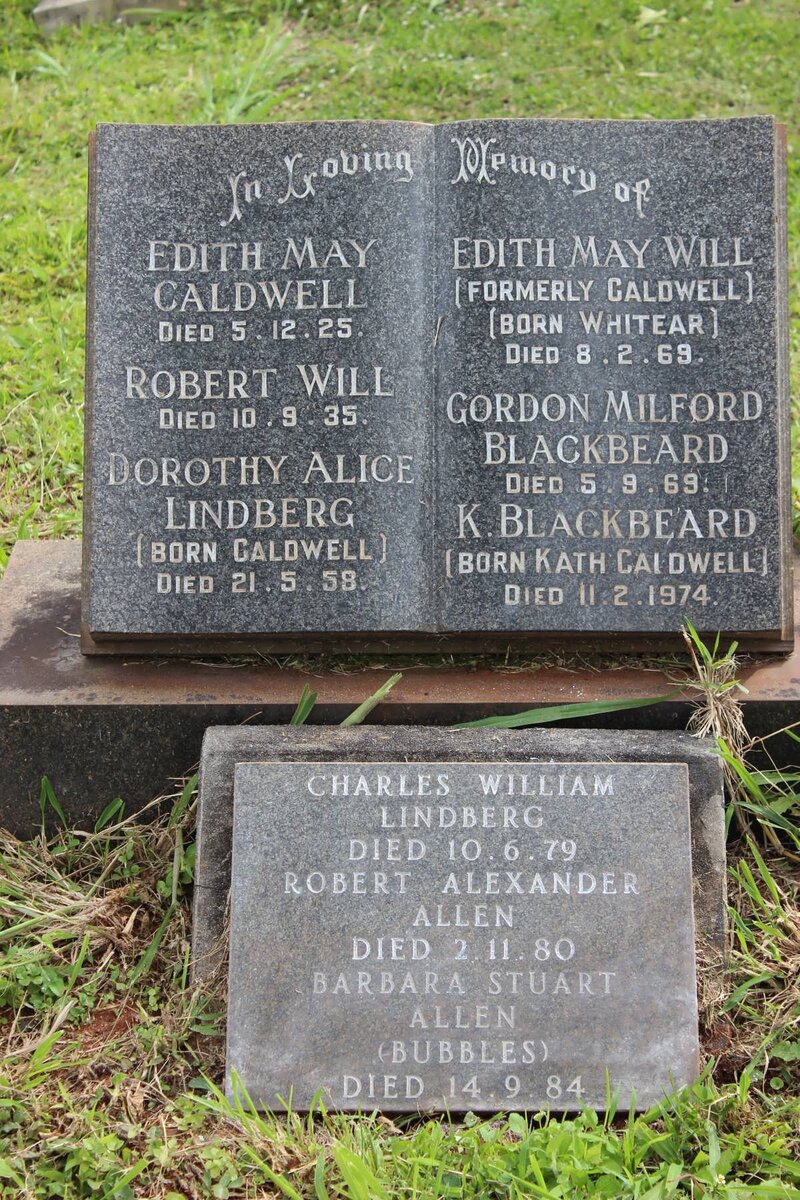 In Loving Memory of
EDITH MAY
CALDWELL
DIED 5.12.25.
ROBERT WILL
DIED 10.9.35.
DOROTHY ALICE
LINDBERG
(BORN CALDWELL)
DIED 21.5.58.
EDITH MAY WILL
(FORMERLY CALDWELL)
(BORN WHITEAR)
DIED 8.2.69.
GORDON MILFORD
BLACKBEARD
DIED 5.9.69.
K. BLACKBEARD
(BORN KATH CALDWELL)
DIED 11.2.1974.
CHARLES WILLIAM
LINDBERG
DIED 10.6.79
ROBERT ALEXANDER
ALLEN
DIED 2.11.80
BARBARA STUART
ALLEN
(BUBBLES)
DIED 14.9.84